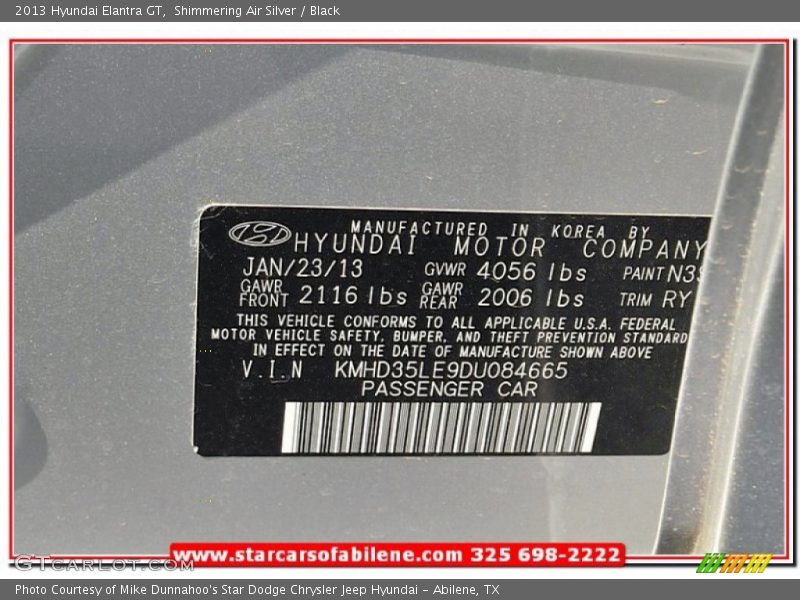 2013 Hyundai Elantra GT, Shimmering Air Silver / Black
MANUFACTURED IN KOREA BY
HYUNDAI MOTOR COMPANY
JAN/23/13 GVWR 4056 lbs PAINT
GAWR FRONT 2116 lbs GAWR REAR 2006 lbs TRIM RY
THIS VEHICLE CONFORMS TO ALL APPLICABLE U.S.A. FEDERAL
MOTOR VEHICLE SAFETY, BUMPER, AND THEFT PREVENTION STANDARD
IN EFFECT ON THE DATE OF MANUFACTURE SHOWN ABOVE
V.I.N KMHD35LE9DU084665
PASSENGER CAR
www.starcarsofabilene.com 325 698-2222
GTCARLOT.COM
Photo Courtesy of Mike Dunnahoo's Star Dodge Chrysler Jeep Hyundai - Abilene, TX